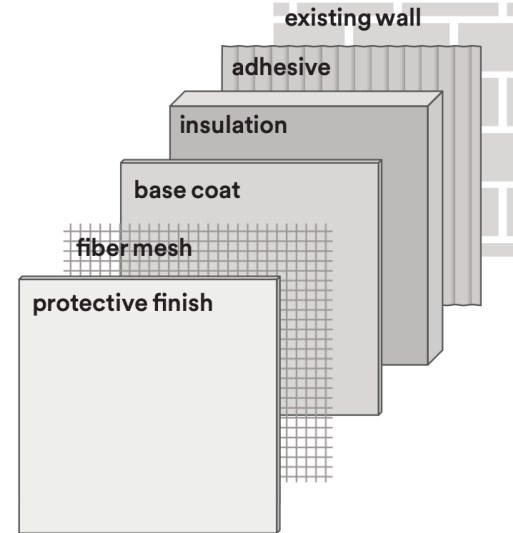 existing wall
adhesive
insulation
base coat
fiber mesh
protective finish